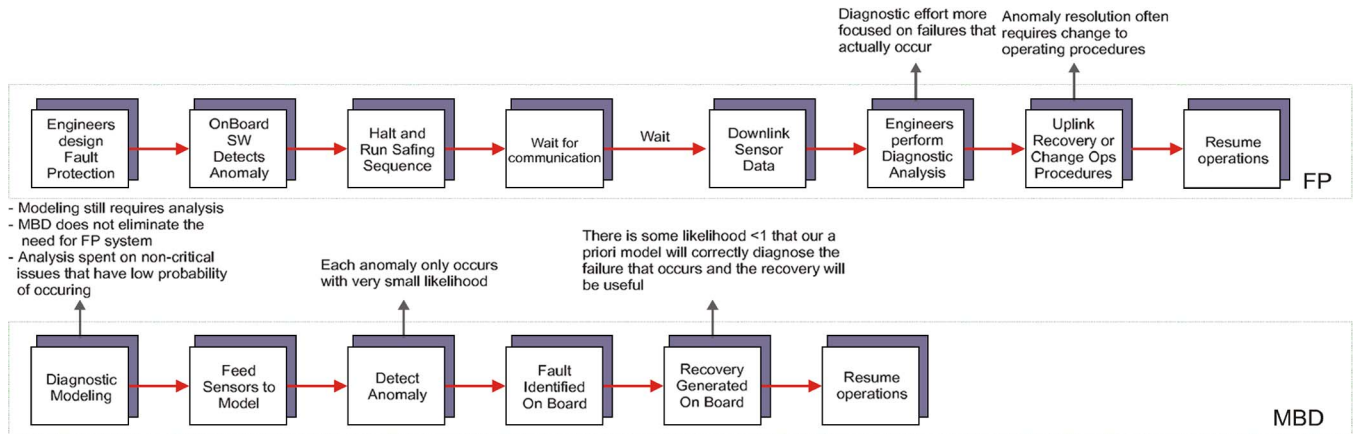 Diagnostic effort more
focused on failures that
actually occur
Anomaly resolution often
requires change to
operating procedures
Engineers
design
Fault
Protection
OnBoard
SW
Detects
Anomaly
Halt and
Run Safing
Sequence
Wait for
communication
Wait
Downlink
Sensor
Data
Engineers
perform
Diagnostic
Analysis
Uplink
Recovery or
Change Ops
Procedures
Resume
operations
FP
- Modeling still requires analysis
- MBD does not eliminate the
need for FP system
- Analysis spent on non-critical
issues that have low probability
of occuring
Each anomaly only occurs
with very small likelihood
There is some likelihood <1 that our a
priori model will correctly diagnose the
failure that occurs and the recovery will
be useful
Diagnostic
Modeling
Feed
Sensors to
Model
Detect
Anomaly
Fault
Identified
On Board
Recovery
Generated
On Board
Resume
operations
MBD